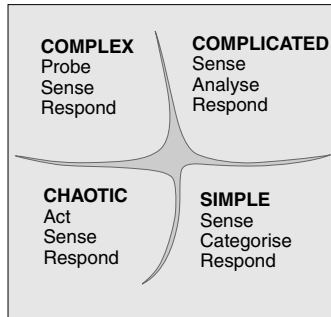 COMPLEX
Probe
Sense
Respond
COMPLICATED
Sense
Analyse
Respond
CHAOTIC
Act
Sense
Respond
SIMPLE
Sense
Categorise
Respond